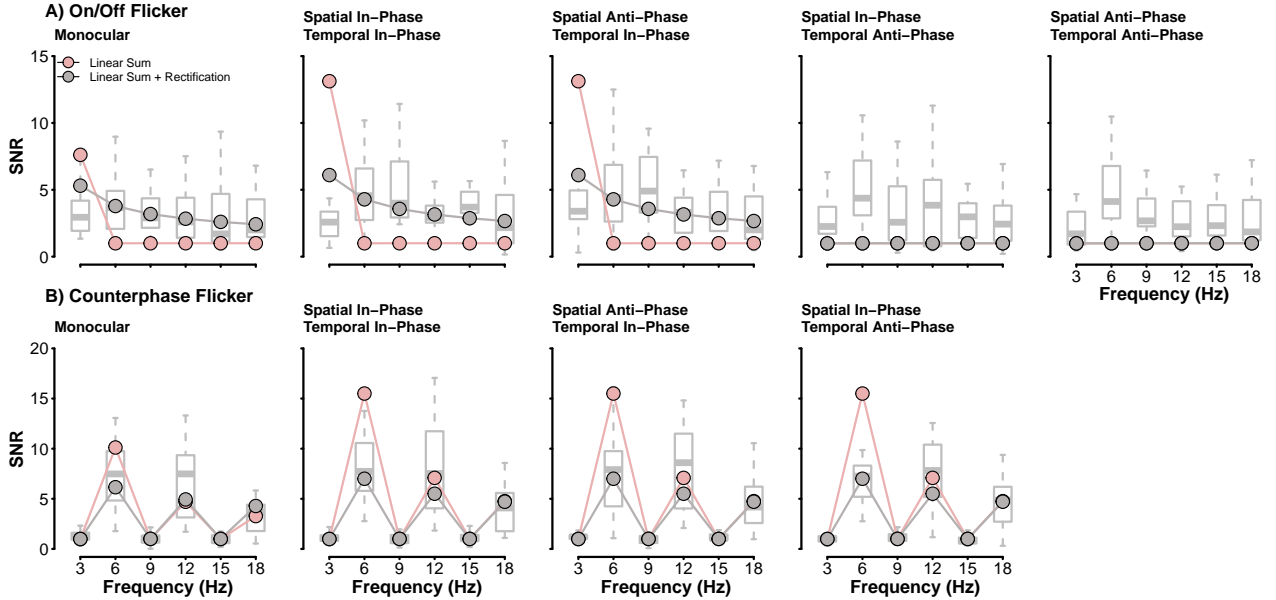 A) On/Off Flicker
Monocular
Spatial In−Phase
Temporal In−Phase
Spatial Anti−Phase
Temporal In−Phase
Spatial In−Phase
Temporal Anti−Phase
Spatial Anti−Phase
Temporal Anti−Phase
Linear Sum
Linear Sum + Rectification
15
10
5
0
SNR
3 6 9 12 15 18
Frequency (Hz)
B) Counterphase Flicker
Monocular
Spatial In−Phase
Temporal In−Phase
Spatial Anti−Phase
Temporal In−Phase
Spatial In−Phase
Temporal Anti−Phase
20
15
10
5
0
SNR
3 6 9 12 15 18
Frequency (Hz)
3 6 9 12 15 18
Frequency (Hz)
3 6 9 12 15 18
Frequency (Hz)
3 6 9 12 15 18
Frequency (Hz)